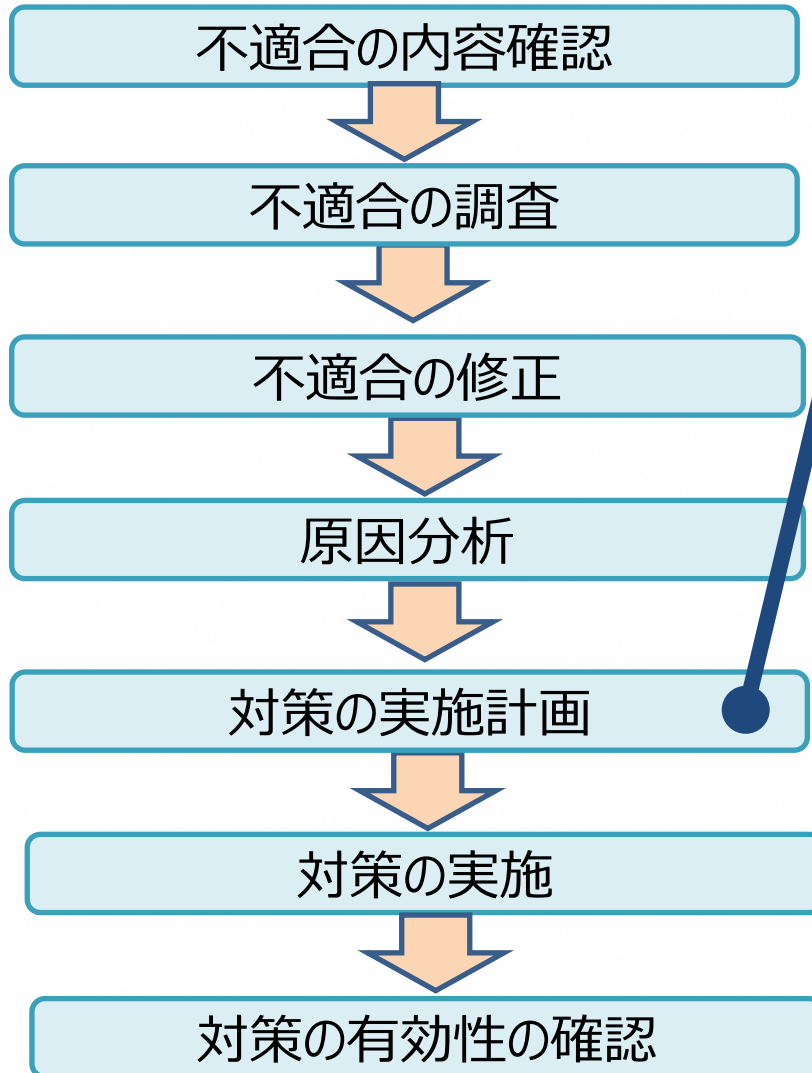 不適合の内容確認
不適合の調査
不適合の修正
原因分析
対策の実施計画
対策の実施
対策の有効性の確認